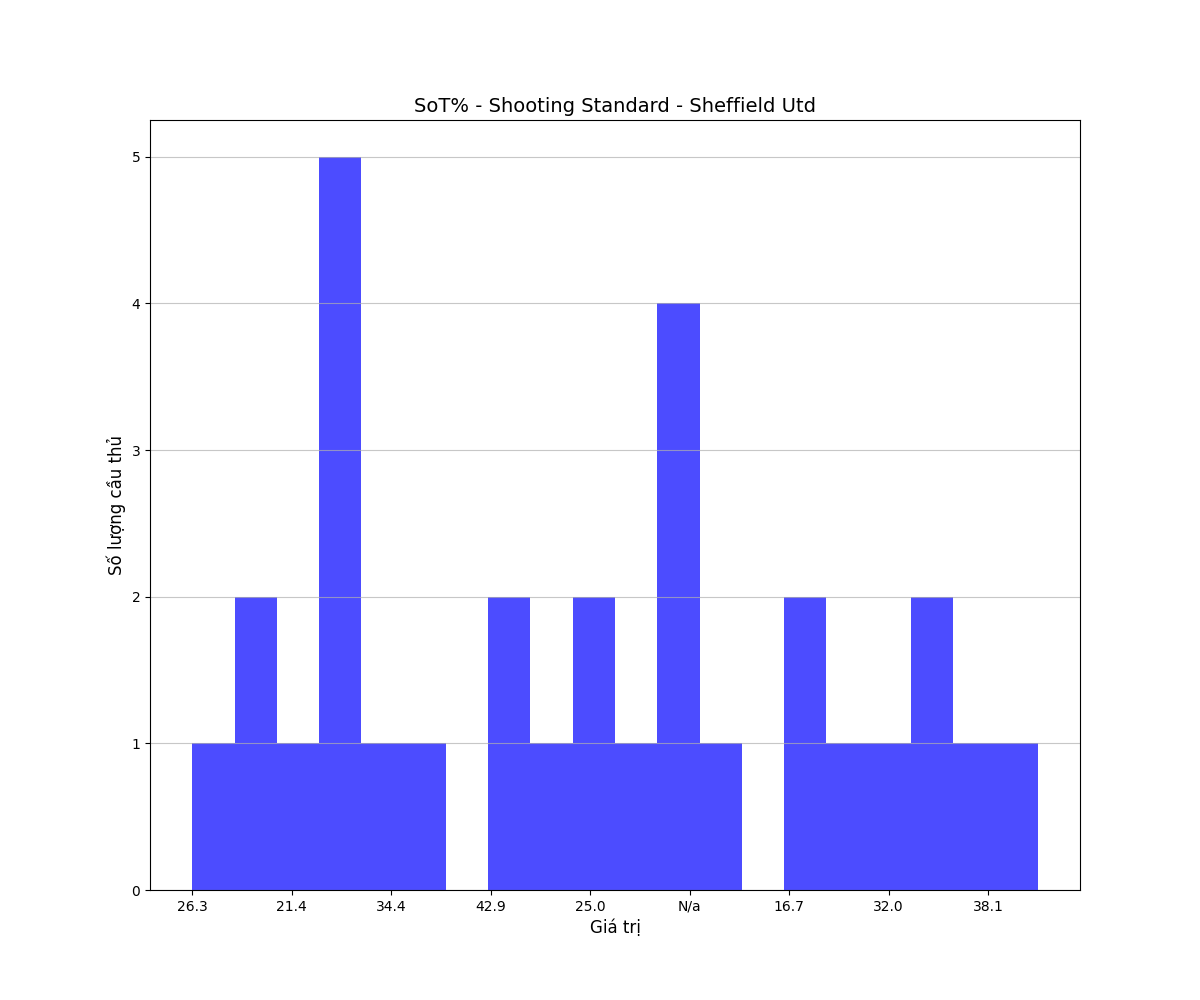 SoT% - Shooting Standard - Sheffield Utd
5
4
3
2
1
0
Số lượng cầu thủ
26.3 21.4 34.4 42.9 25.0 N/a 16.7 32.0 38.1
Giá trị